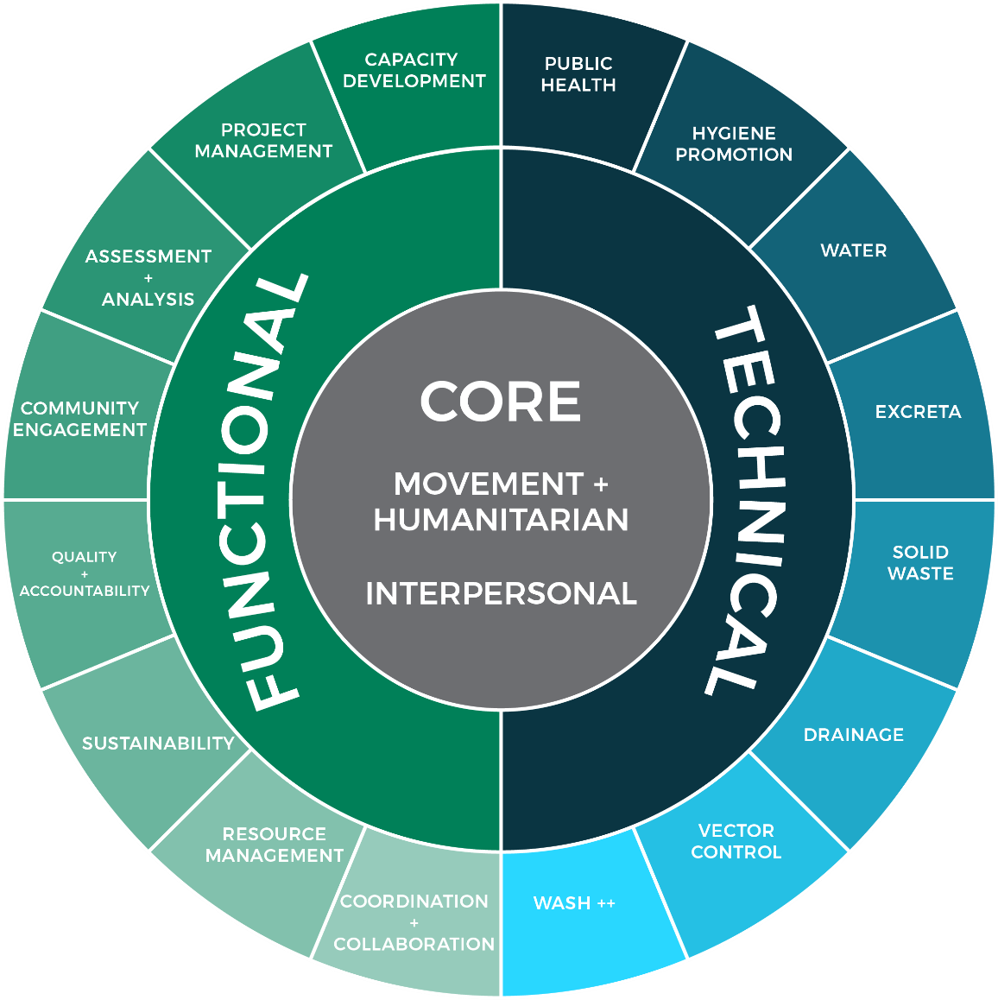 CAPACITY
DEVELOPMENT
PUBLIC
HEALTH
PROJECT
MANAGEMENT
HYGIENE
PROMOTION
ASSESSMENT
+
ANALYSIS
WATER
COMMUNITY
ENGAGEMENT
EXCRETA
FUNCTIONAL
CORE
MOVEMENT +
HUMANITARIAN
INTERPERSONAL
TECHNICAL
QUALITY
+
ACCOUNTABILITY
SOLID
WASTE
SUSTAINABILITY
DRAINAGE
RESOURCE
MANAGEMENT
VECTOR
CONTROL
COORDINATION
+
COLLABORATION
WASH ++